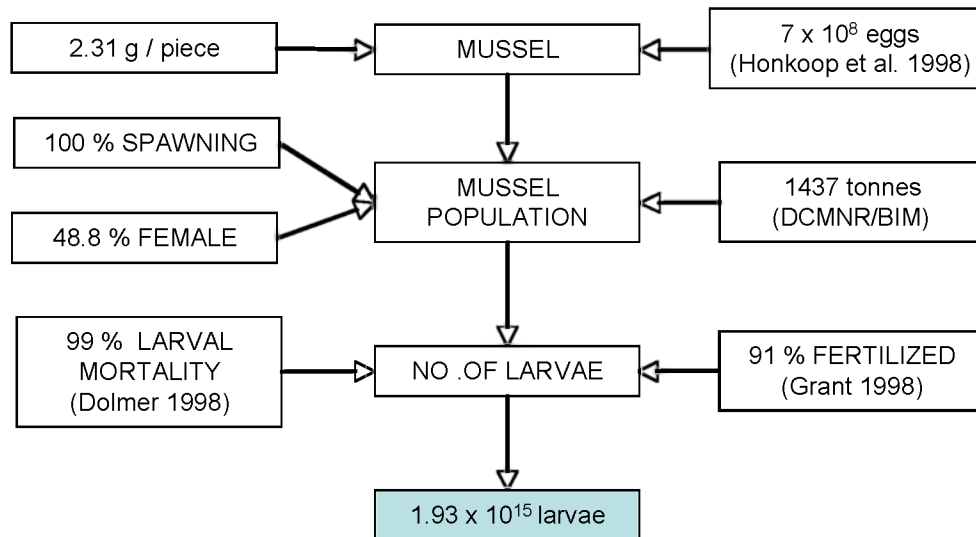 2.31 g / piece
MUSSEL
7 x 10⁸ eggs
(Honkoop et al. 1998)
100 % SPAWNING
48.8 % FEMALE
MUSSEL
POPULATION
1437 tonnes
(DCMNR/BIM)
99 % LARVAL
MORTALITY
(Dolmer 1998)
NO .OF LARVAE
91 % FERTILIZED
(Grant 1998)
1.93 x 10¹⁵ larvae